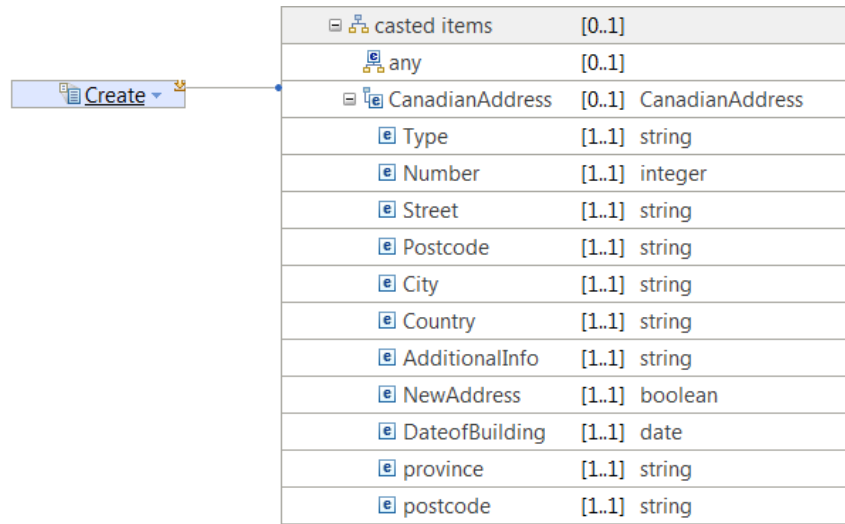 casted items [0..1]
any [0..1]
Create
CanadianAddress [0..1] CanadianAddress
Type [1..1] string
Number [1..1] integer
Street [1..1] string
Postcode [1..1] string
City [1..1] string
Country [1..1] string
AdditionalInfo [1..1] string
NewAddress [1..1] boolean
DateofBuilding [1..1] date
province [1..1] string
postcode [1..1] string